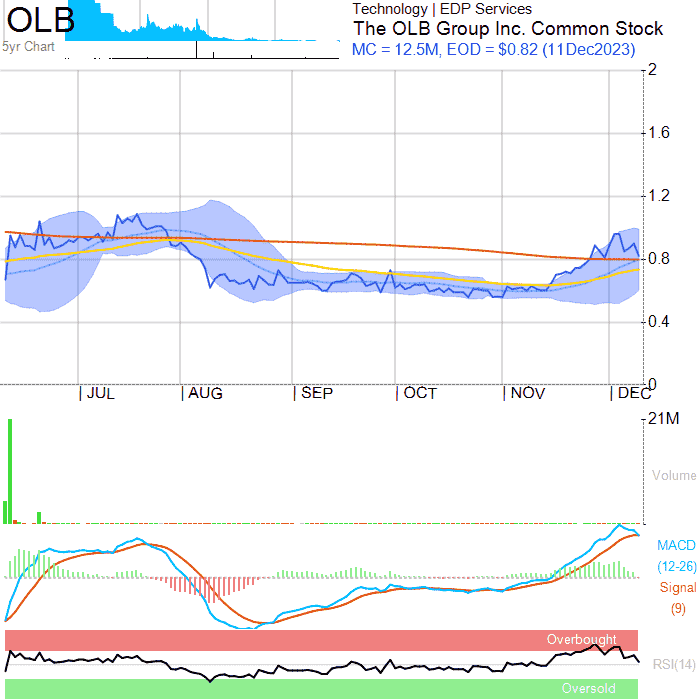 OLB
5yr Chart
Technology | EDP Services
The OLB Group Inc. Common Stock
MC = 12.5M, EOD = $0.82 (11Dec2023)
2
1.6
1.2
0.8
0.4
0
| JUL | AUG | SEP | OCT | NOV | DEC
21M
Volume
MACD
(12-26)
Signal
(9)
Overbought
RSI(14)
Oversold